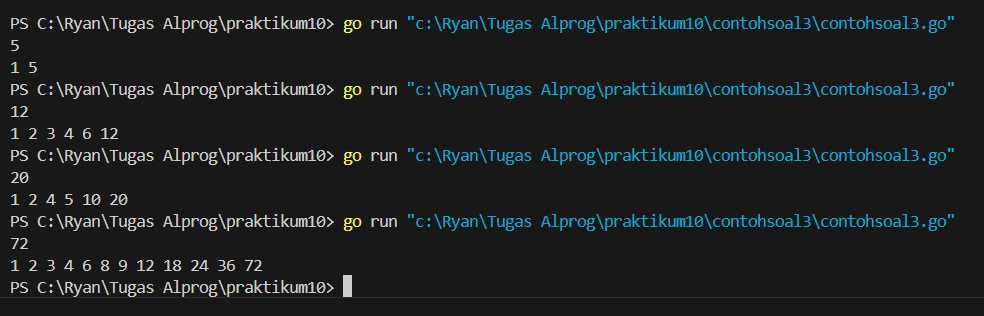 PS C:\Ryan\Tugas Alprog\praktikum10> go run "c:\Ryan\Tugas Alprog\praktikum10\contohsoal3\contohsoal3.go"
5
1 5
PS C:\Ryan\Tugas Alprog\praktikum10> go run "c:\Ryan\Tugas Alprog\praktikum10\contohsoal3\contohsoal3.go"
12
1 2 3 4 6 12
PS C:\Ryan\Tugas Alprog\praktikum10> go run "c:\Ryan\Tugas Alprog\praktikum10\contohsoal3\contohsoal3.go"
20
1 2 4 5 10 20
PS C:\Ryan\Tugas Alprog\praktikum10> go run "c:\Ryan\Tugas Alprog\praktikum10\contohsoal3\contohsoal3.go"
72
1 2 3 4 6 8 9 12 18 24 36 72
PS C:\Ryan\Tugas Alprog\praktikum10>